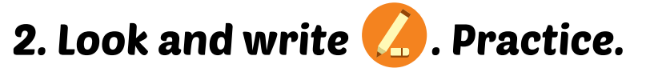 2. Look and write . Practice.